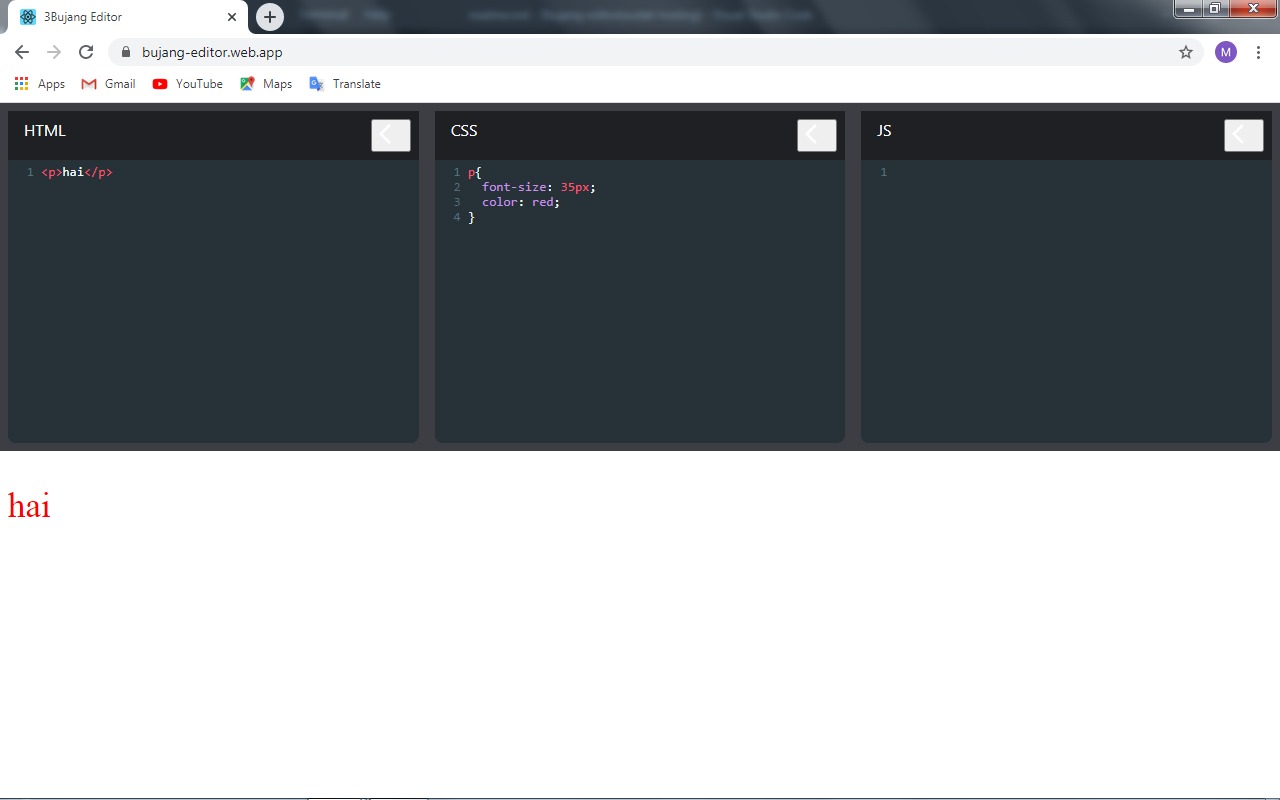 3Bujang Editor
bujang-editor.web.app
M
Apps Gmail YouTube Maps Translate
HTML
1 <p>hai</p>
CSS
1 p{
2 font-size: 35px;
3 color: red;
4 }
JS
1
hai